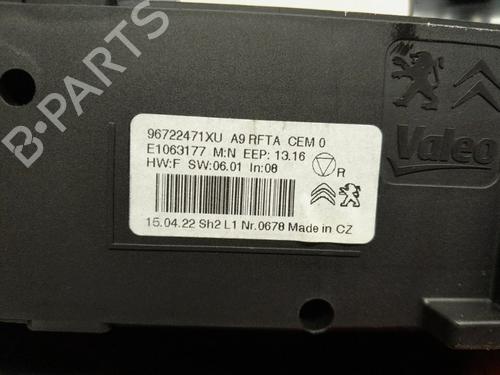 96722471XU A9 RFTA CEM 0
E1063177 M:N EEP: 13.16
HW:F SW:06.01 In:08
R
15.04.22 Sh2 L1 Nr.0678 Made in CZ
Valeo
B-PARTS